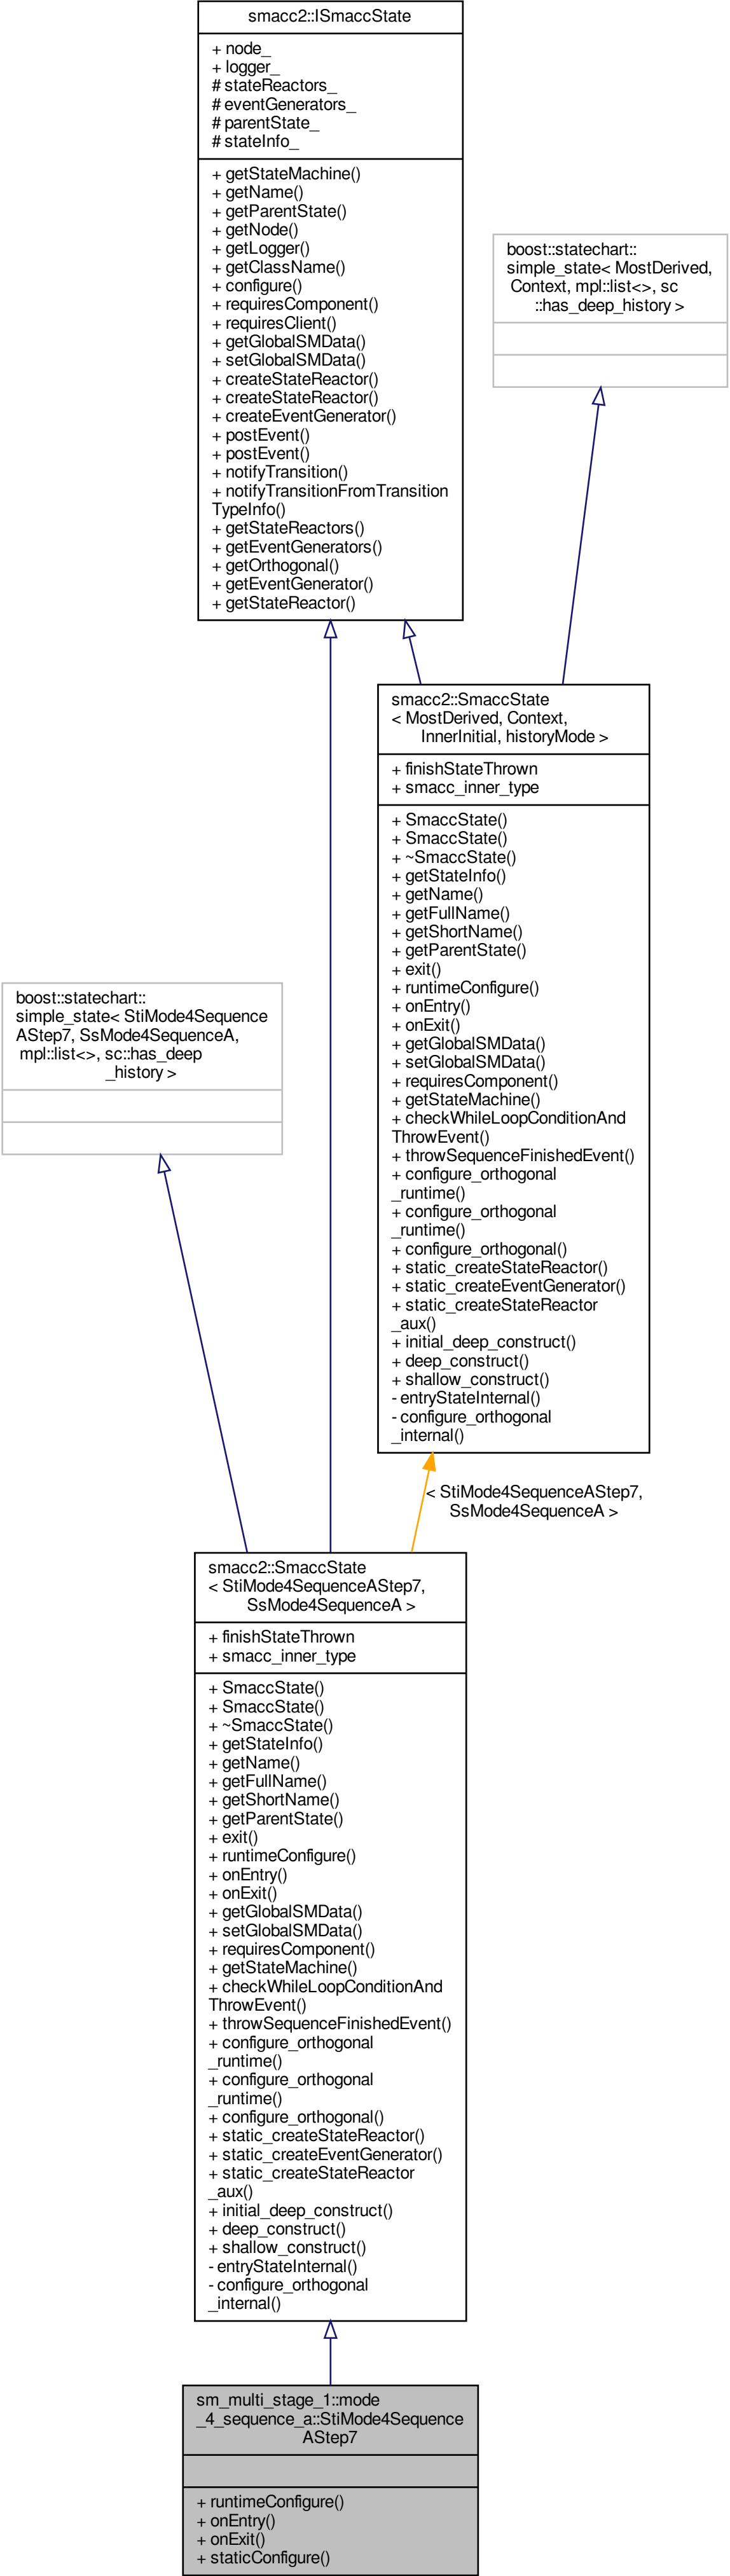 smacc2::ISmaccState
+ node_
+ logger_
# stateReactors_
# eventGenerators_
# parentState_
# stateInfo_
+ getStateMachine()
+ getName()
+ getParentState()
+ getNode()
+ getLogger()
+ getClassName()
+ configure()
+ requiresComponent()
+ requiresClient()
+ getGlobalSMData()
+ setGlobalSMData()
+ createStateReactor()
+ createStateReactor()
+ createEventGenerator()
+ postEvent()
+ postEvent()
+ notifyTransition()
+ notifyTransitionFromTransition
TypeInfo()
+ getStateReactors()
+ getEventGenerators()
+ getOrthogonal()
+ getEventGenerator()
+ getStateReactor()
boost::statechart::
simple_state< MostDerived,
Context, mpl::list<>, sc
::has_deep_history >
smacc2::SmaccState
< MostDerived, Context,
InnerInitial, historyMode >
+ finishStateThrown
+ smacc_inner_type
+ SmaccState()
+ SmaccState()
+ ~SmaccState()
+ getStateInfo()
+ getName()
+ getFullName()
+ getShortName()
+ getParentState()
+ exit()
+ runtimeConfigure()
+ onEntry()
+ onExit()
+ getGlobalSMData()
+ setGlobalSMData()
+ requiresComponent()
+ getStateMachine()
+ checkWhileLoopConditionAnd
ThrowEvent()
+ throwSequenceFinishedEvent()
+ configure_orthogonal
_runtime()
+ configure_orthogonal
_runtime()
+ configure_orthogonal()
+ static_createStateReactor()
+ static_createEventGenerator()
+ static_createStateReactor
_aux()
+ initial_deep_construct()
+ deep_construct()
+ shallow_construct()
- entryStateInternal()
- configure_orthogonal
_internal()
boost::statechart::
simple_state< StiMode4Sequence
AStep7, SsMode4SequenceA,
mpl::list<>, sc::has_deep
_history >
< StiMode4SequenceAStep7,
SsMode4SequenceA >
smacc2::SmaccState
< StiMode4SequenceAStep7,
SsMode4SequenceA >
+ finishStateThrown
+ smacc_inner_type
+ SmaccState()
+ SmaccState()
+ ~SmaccState()
+ getStateInfo()
+ getName()
+ getFullName()
+ getShortName()
+ getParentState()
+ exit()
+ runtimeConfigure()
+ onEntry()
+ onExit()
+ getGlobalSMData()
+ setGlobalSMData()
+ requiresComponent()
+ getStateMachine()
+ checkWhileLoopConditionAnd
ThrowEvent()
+ throwSequenceFinishedEvent()
+ configure_orthogonal
_runtime()
+ configure_orthogonal
_runtime()
+ configure_orthogonal()
+ static_createStateReactor()
+ static_createEventGenerator()
+ static_createStateReactor
_aux()
+ initial_deep_construct()
+ deep_construct()
+ shallow_construct()
- entryStateInternal()
- configure_orthogonal
_internal()
sm_multi_stage_1::mode
_4_sequence_a::StiMode4Sequence
AStep7
+ runtimeConfigure()
+ onEntry()
+ onExit()
+ staticConfigure()